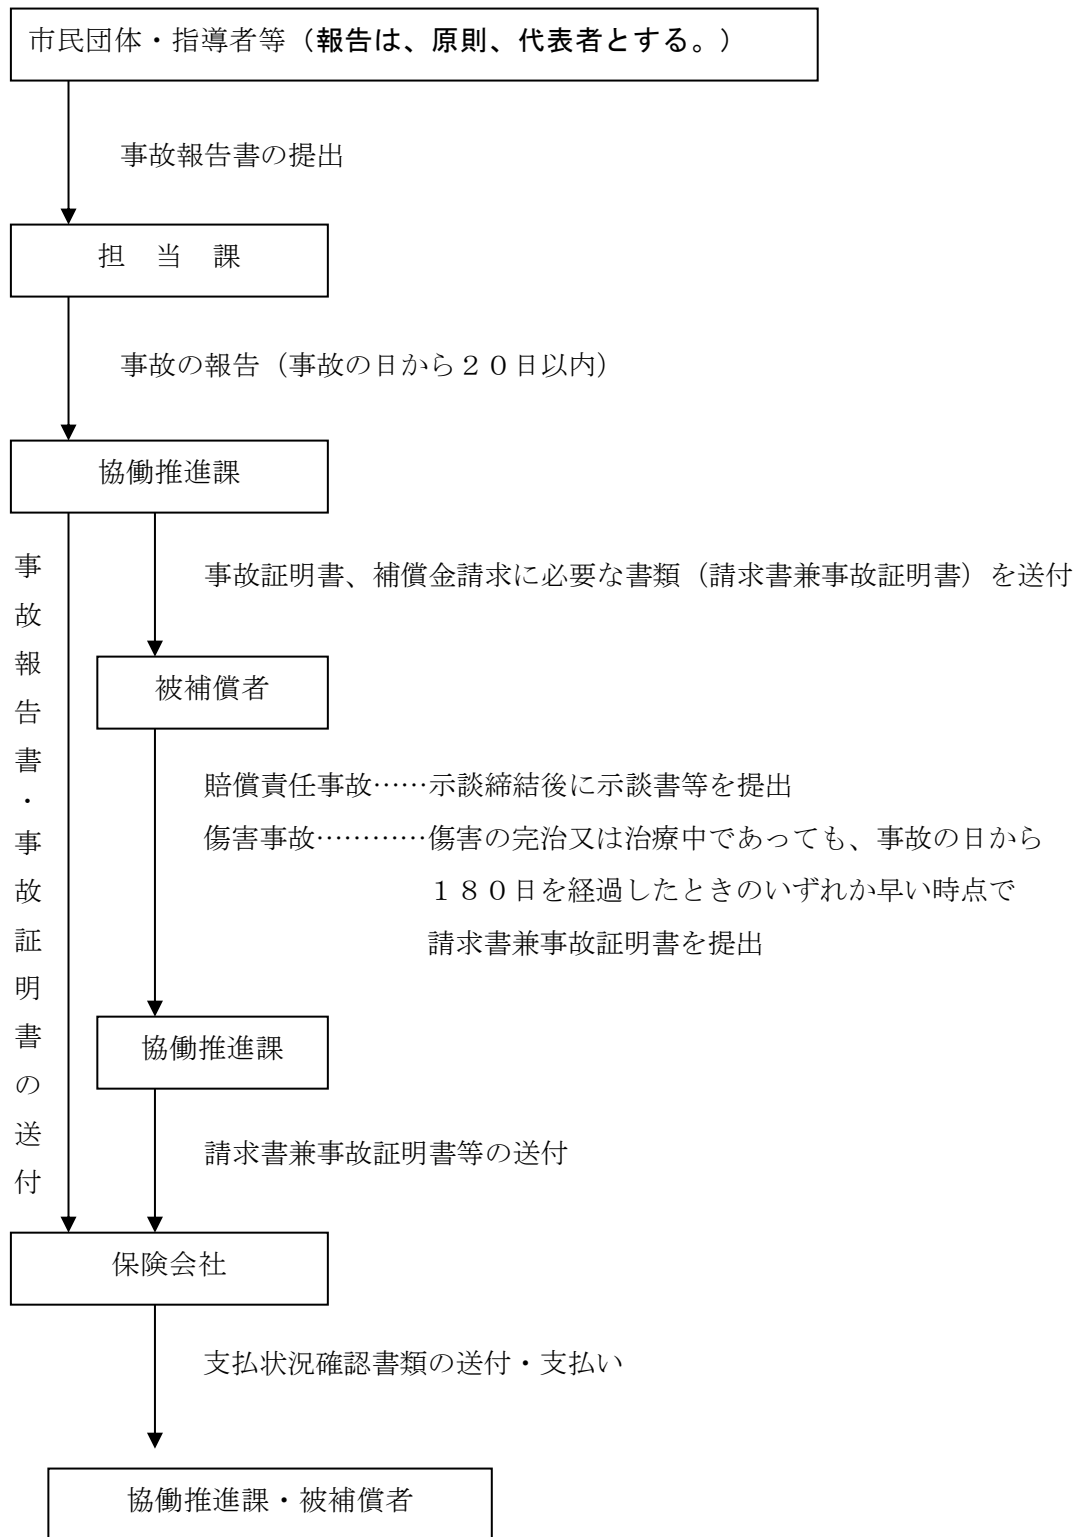 市民団体・指導者等（報告は、原則、代表者とする。）
事故報告書の提出
担　当　課
事故の報告（事故の日から２０日以内）
協働推進課
事故報告書・事故証明書の送付
事故証明書、補償金請求に必要な書類（請求書兼事故証明書）を送付
被補償者
賠償責任事故……示談締結後に示談書等を提出
傷害事故…………傷害の完治又は治療中であっても、事故の日から
１８０日を経過したときのいずれか早い時点で
請求書兼事故証明書を提出
協働推進課
請求書兼事故証明書等の送付
保険会社
支払状況確認書類の送付・支払い
協働推進課・被補償者